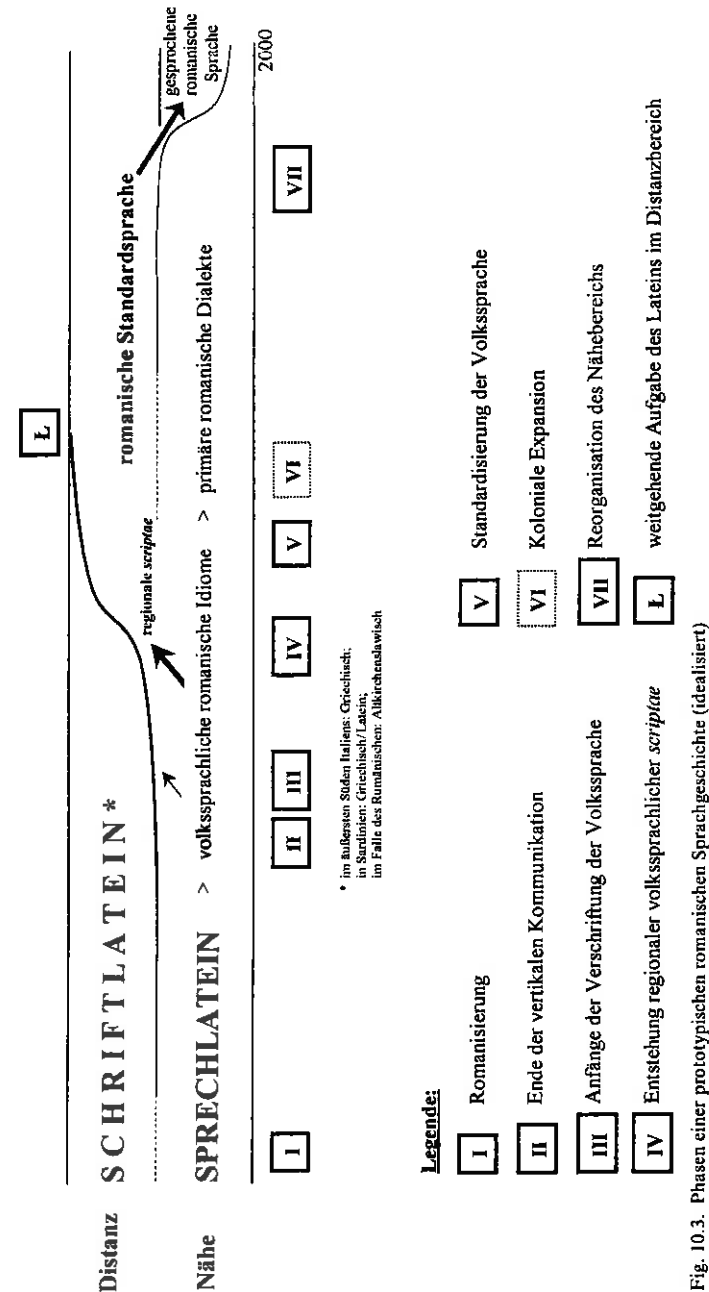 Ł
Distanz SCHRIFTLATEIN*
romanische Standardsprache
regionale scriptae
gesprochene
romanische
Sprache
Nähe SPRECHLATEIN > volkssprachliche romanische Idiome > primäre romanische Dialekte
2000
I II III IV V VI VII
* im äußersten Süden Italiens: Griechisch;
in Sardinien: Griechisch/Latein;
im Falle des Rumänischen: Altkirchenslawisch
Legende:
I Romanisierung
II Ende der vertikalen Kommunikation
III Anfänge der Verschriftung der Volkssprache
IV Entstehung regionaler volkssprachlicher scriptae
V Standardisierung der Volkssprache
VI Koloniale Expansion
VII Reorganisation des Nähebereichs
Ł weitgehende Aufgabe des Lateins im Distanzbereich
Fig. 10.3. Phasen einer prototypischen romanischen Sprachgeschichte (idealisiert)